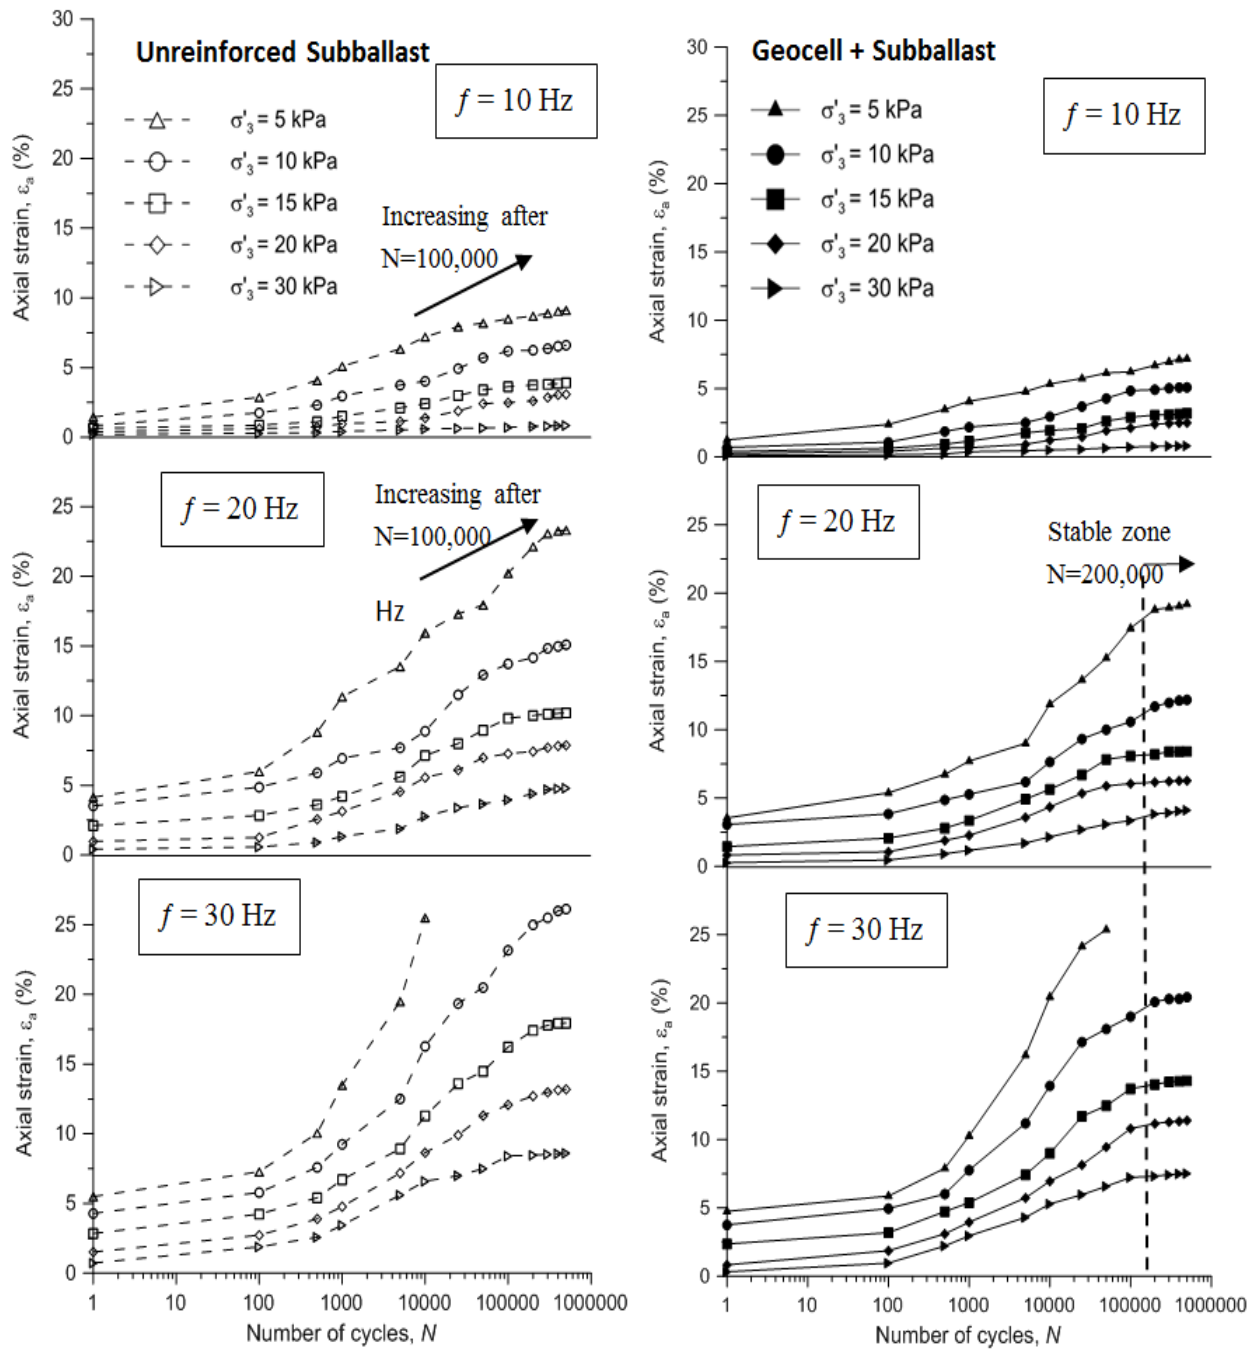 Unreinforced Subballast
f = 10 Hz
σ'3 = 5 kPa
σ'3 = 10 kPa
σ'3 = 15 kPa
σ'3 = 20 kPa
σ'3 = 30 kPa
Increasing after
N=100,000
Axial strain, εa (%)
30
25
20
15
10
5
0
f = 20 Hz
Increasing after
N=100,000
Hz
Axial strain, εa (%)
25
20
15
10
5
0
f = 30 Hz
Axial strain, εa (%)
25
20
15
10
5
0
1 10 100 1000 10000 100000 1000000
Number of cycles, N
Geocell + Subballast
f = 10 Hz
σ'3 = 5 kPa
σ'3 = 10 kPa
σ'3 = 15 kPa
σ'3 = 20 kPa
σ'3 = 30 kPa
Axial strain, εa (%)
30
25
20
15
10
5
0
f = 20 Hz
Stable zone
N=200,000
Axial strain, εa (%)
25
20
15
10
5
0
f = 30 Hz
Axial strain, εa (%)
25
20
15
10
5
0
1 10 100 1000 10000 100000 1000000
Number of cycles, N